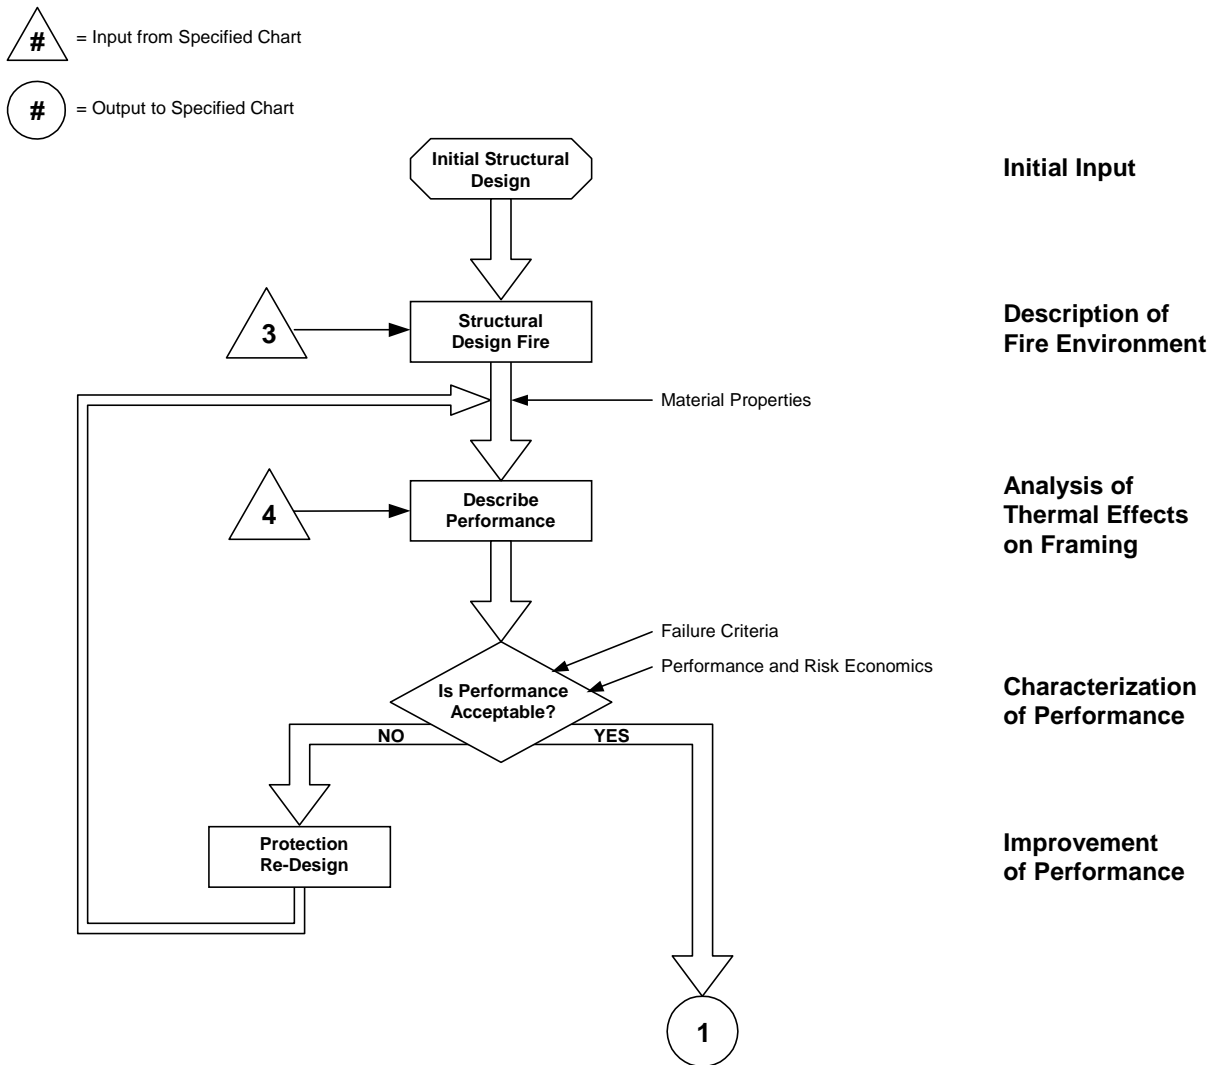 # = Input from Specified Chart
# = Output to Specified Chart
Initial Structural
Design
Initial Input
3
Structural
Design Fire
Description of
Fire Environment
Material Properties
4
Describe
Performance
Analysis of
Thermal Effects
on Framing
Failure Criteria
Performance and Risk Economics
Is Performance
Acceptable?
Characterization
of Performance
NO
YES
Protection
Re-Design
Improvement
of Performance
1